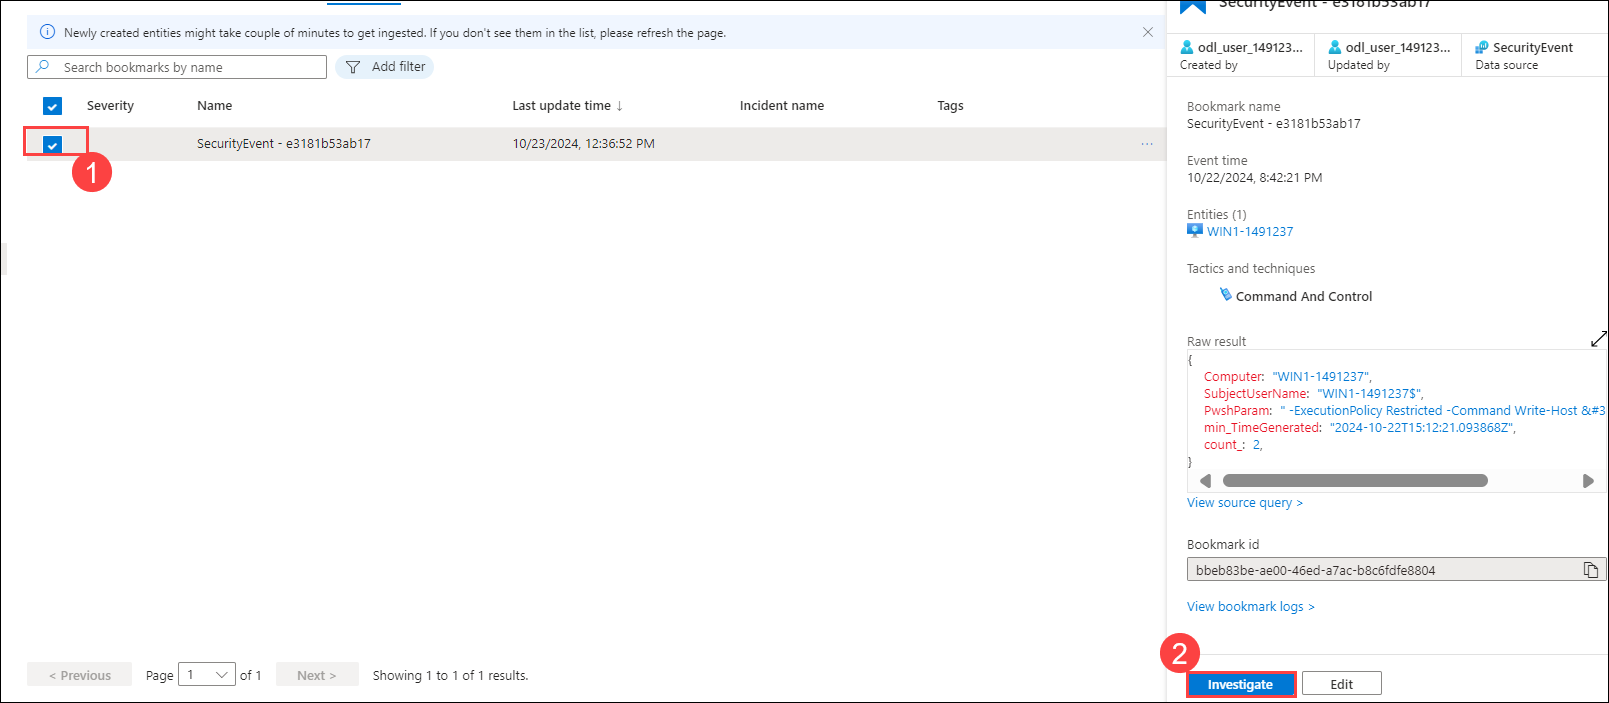 Newly created entities might take couple of minutes to get ingested. If you don't see them in the list, please refresh the page.
Search bookmarks by name
Add filter
Severity Name Last update time ↓ Incident name Tags
SecurityEvent - e3181b53ab17 10/23/2024, 12:36:52 PM ...
1
< Previous Page 1 of 1 Next > Showing 1 to 1 of 1 results.
SecurityEvent - e3181b53ab17
odl_user_149123... odl_user_149123... SecurityEvent
Created by Updated by Data source
Bookmark name
SecurityEvent - e3181b53ab17
Event time
10/22/2024, 8:42:21 PM
Entities (1)
WIN1-1491237
Tactics and techniques
Command And Control
Raw result
{
Computer: "WIN1-1491237",
SubjectUserName: "WIN1-1491237$",
PwshParam: " -ExecutionPolicy Restricted -Command Write-Host &#3
min_TimeGenerated: "2024-10-22T15:12:21.093868Z",
count_: 2,
}
View source query >
Bookmark id
bbeb83be-ae00-46ed-a7ac-b8c6fdfe8804
View bookmark logs >
2
Investigate Edit